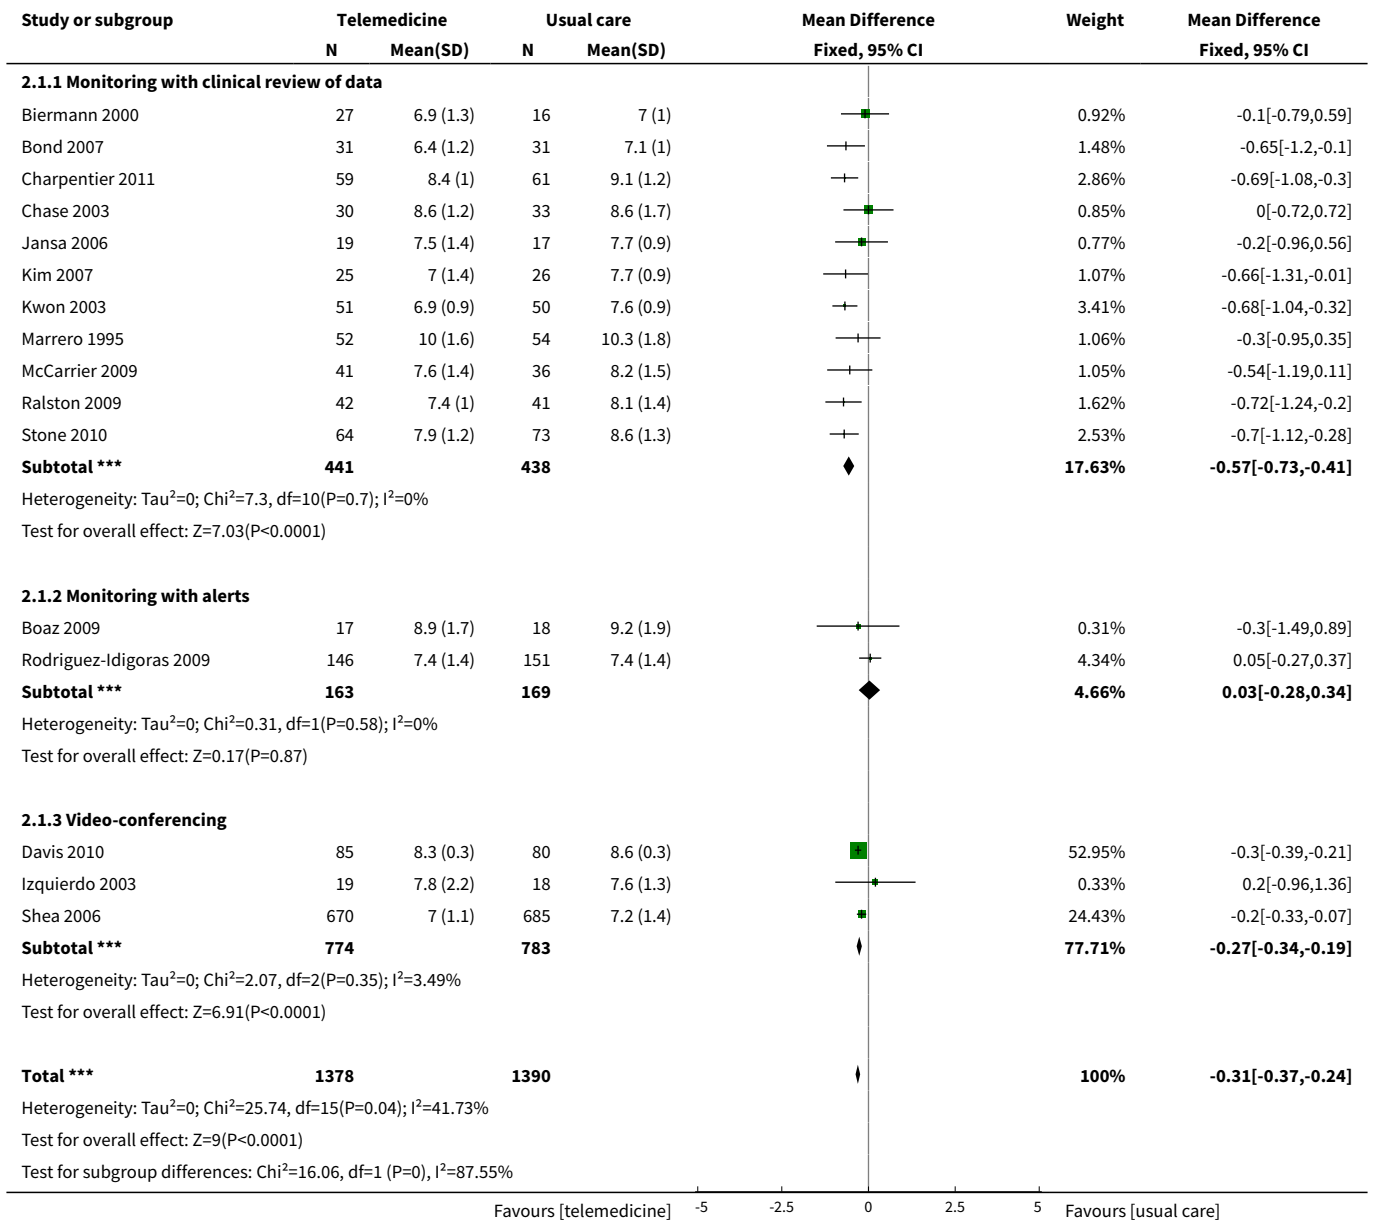 Study or subgroup Telemedicine Usual care Mean Difference Weight Mean Difference
N Mean(SD) N Mean(SD) Fixed, 95% CI Fixed, 95% CI
2.1.1 Monitoring with clinical review of data
Biermann 2000 27 6.9 (1.3) 16 7 (1) 0.92% -0.1[-0.79,0.59]
Bond 2007 31 6.4 (1.2) 31 7.1 (1) 1.48% -0.65[-1.2,-0.1]
Charpentier 2011 59 8.4 (1) 61 9.1 (1.2) 2.86% -0.69[-1.08,-0.3]
Chase 2003 30 8.6 (1.2) 33 8.6 (1.7) 0.85% 0[-0.72,0.72]
Jansa 2006 19 7.5 (1.4) 17 7.7 (0.9) 0.77% -0.2[-0.96,0.56]
Kim 2007 25 7 (1.4) 26 7.7 (0.9) 1.07% -0.66[-1.31,-0.01]
Kwon 2003 51 6.9 (0.9) 50 7.6 (0.9) 3.41% -0.68[-1.04,-0.32]
Marrero 1995 52 10 (1.6) 54 10.3 (1.8) 1.06% -0.3[-0.95,0.35]
McCarrier 2009 41 7.6 (1.4) 36 8.2 (1.5) 1.05% -0.54[-1.19,0.11]
Ralston 2009 42 7.4 (1) 41 8.1 (1.4) 1.62% -0.72[-1.24,-0.2]
Stone 2010 64 7.9 (1.2) 73 8.6 (1.3) 2.53% -0.7[-1.12,-0.28]
Subtotal *** 441 438 17.63% -0.57[-0.73,-0.41]
Heterogeneity: Tau²=0; Chi²=7.3, df=10(P=0.7); I²=0%
Test for overall effect: Z=7.03(P<0.0001)
2.1.2 Monitoring with alerts
Boaz 2009 17 8.9 (1.7) 18 9.2 (1.9) 0.31% -0.3[-1.49,0.89]
Rodriguez-Idigoras 2009 146 7.4 (1.4) 151 7.4 (1.4) 4.34% 0.05[-0.27,0.37]
Subtotal *** 163 169 4.66% 0.03[-0.28,0.34]
Heterogeneity: Tau²=0; Chi²=0.31, df=1(P=0.58); I²=0%
Test for overall effect: Z=0.17(P=0.87)
2.1.3 Video-conferencing
Davis 2010 85 8.3 (0.3) 80 8.6 (0.3) 52.95% -0.3[-0.39,-0.21]
Izquierdo 2003 19 7.8 (2.2) 18 7.6 (1.3) 0.33% 0.2[-0.96,1.36]
Shea 2006 670 7 (1.1) 685 7.2 (1.4) 24.43% -0.2[-0.33,-0.07]
Subtotal *** 774 783 77.71% -0.27[-0.34,-0.19]
Heterogeneity: Tau²=0; Chi²=2.07, df=2(P=0.35); I²=3.49%
Test for overall effect: Z=6.91(P<0.0001)
Total *** 1378 1390 100% -0.31[-0.37,-0.24]
Heterogeneity: Tau²=0; Chi²=25.74, df=15(P=0.04); I²=41.73%
Test for overall effect: Z=9(P<0.0001)
Test for subgroup differences: Chi²=16.06, df=1 (P=0), I²=87.55%
Favours [telemedicine] -5 -2.5 0 2.5 5 Favours [usual care]